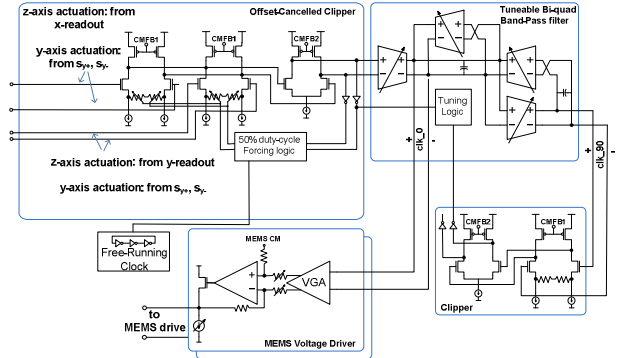 z-axis actuation: from
x-readout
Offset-Cancelled Clipper
Tuneable Bi-quad
Band-Pass filter
y-axis actuation:
from sy+, sy-
CMFB1
CMFB1
CMFB2
Tuning
Logic
50% duty-cycle
Forcing logic
z-axis actuation: from y-readout
y-axis actuation: from sy+, sy-
+ clk_0 -
+ clk_90 -
Free-Running
Clock
MEMS CM
VGA
to
MEMS drive
MEMS Voltage Driver
CMFB2
CMFB1
Clipper